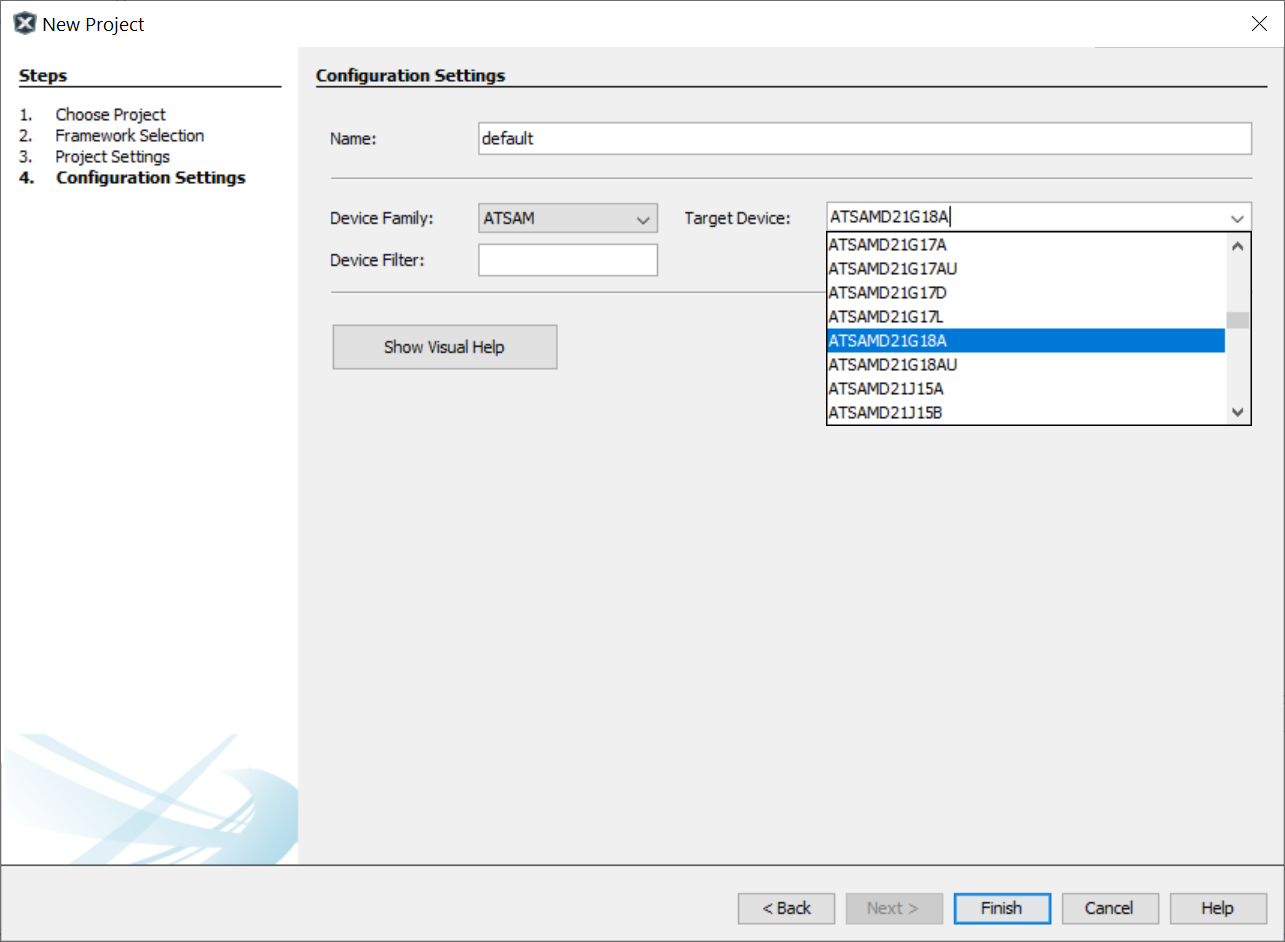 New Project
Steps
1. Choose Project
2. Framework Selection
3. Project Settings
4. Configuration Settings
Configuration Settings
Name: default
Device Family: ATSAM Target Device: ATSAMD21G18A
Device Filter:
ATSAMD21G17A
ATSAMD21G17AU
ATSAMD21G17D
ATSAMD21G17L
ATSAMD21G18A
ATSAMD21G18AU
ATSAMD21J15A
ATSAMD21J15B
Show Visual Help
< Back Next > Finish Cancel Help